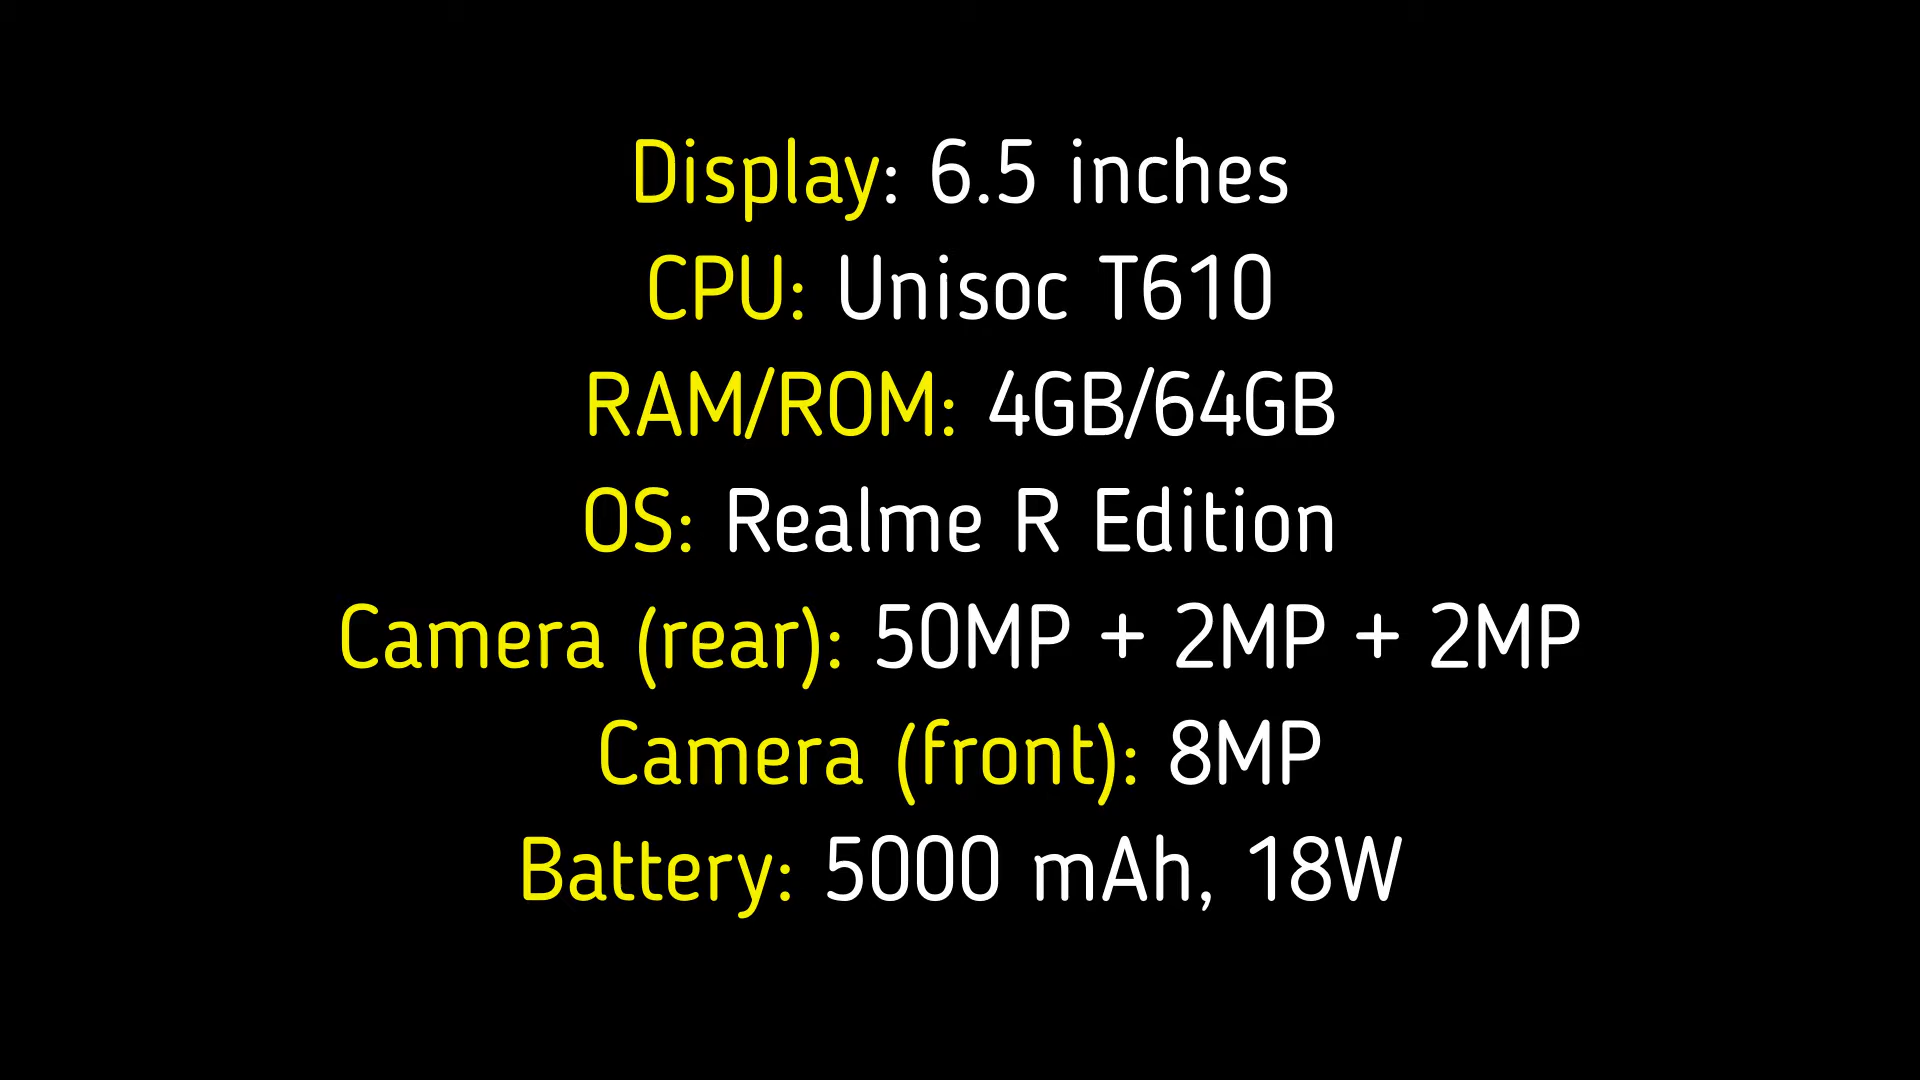 Display: 6.5 inches
CPU: Unisoc T610
RAM/ROM: 4GB/64GB
OS: Realme R Edition
Camera (rear): 50MP + 2MP + 2MP
Camera (front): 8MP
Battery: 5000 mAh, 18W